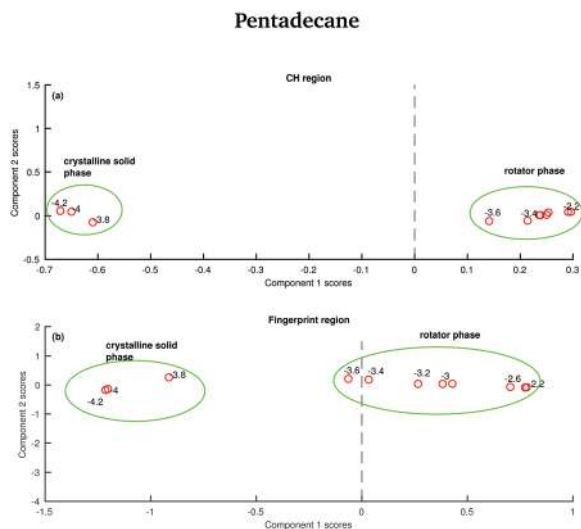 Pentadecane
CH region
(a)
Component 2 scores
1.5
1
0.5
0
-0.5
crystalline solid
phase
-4.2
-4
-3.8
rotator phase
-3.6
-3.4
-2.2
-0.7 -0.6 -0.5 -0.4 -0.3 -0.2 -0.1 0 0.1 0.2 0.3
Component 1 scores
Fingerprint region
(b)
Component 2 scores
2
1
0
-1
-2
-3
-4
crystalline solid
phase
-3.8
-4
-4.2
rotator phase
-3.6
-3.4
-3.2
-3
-2.6
-2.2
-1.5 -1 -0.5 0 0.5 1
Component 1 scores